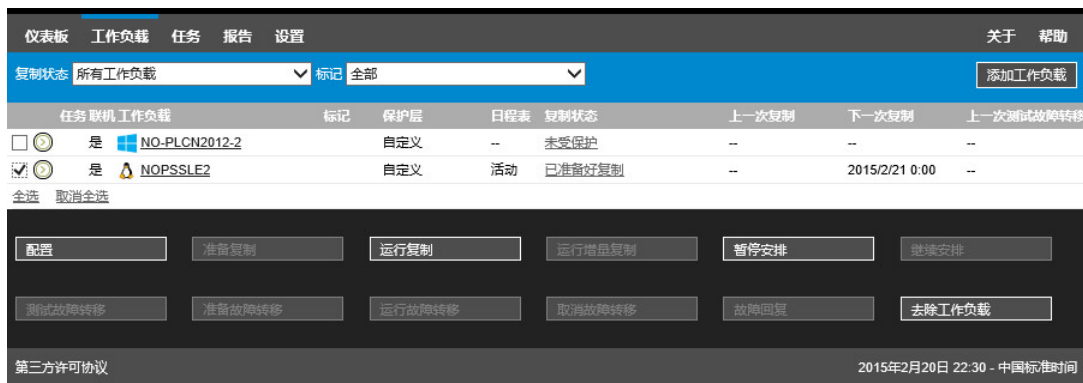 仪表板 工作负载 任务 报告 设置 关于 帮助
复制状态 所有工作负载 标记 全部 添加工作负载
任务 联机 工作负载 标记 保护层 日程表 复制状态 上一次复制 下一次复制 上一次测试故障转移
是 NO-PLCN2012-2 自定义 -- 未受保护 -- -- --
是 NOPSSLE2 自定义 活动 已准备好复制 -- 2015/2/21 0:00 --
全选 取消全选
配置 准备复制 运行复制 运行增量复制 暂停安排 继续安排
测试故障转移 准备故障转移 运行故障转移 取消故障转移 故障回复 去除工作负载
第三方许可协议 2015年2月20日 22:30 - 中国标准时间